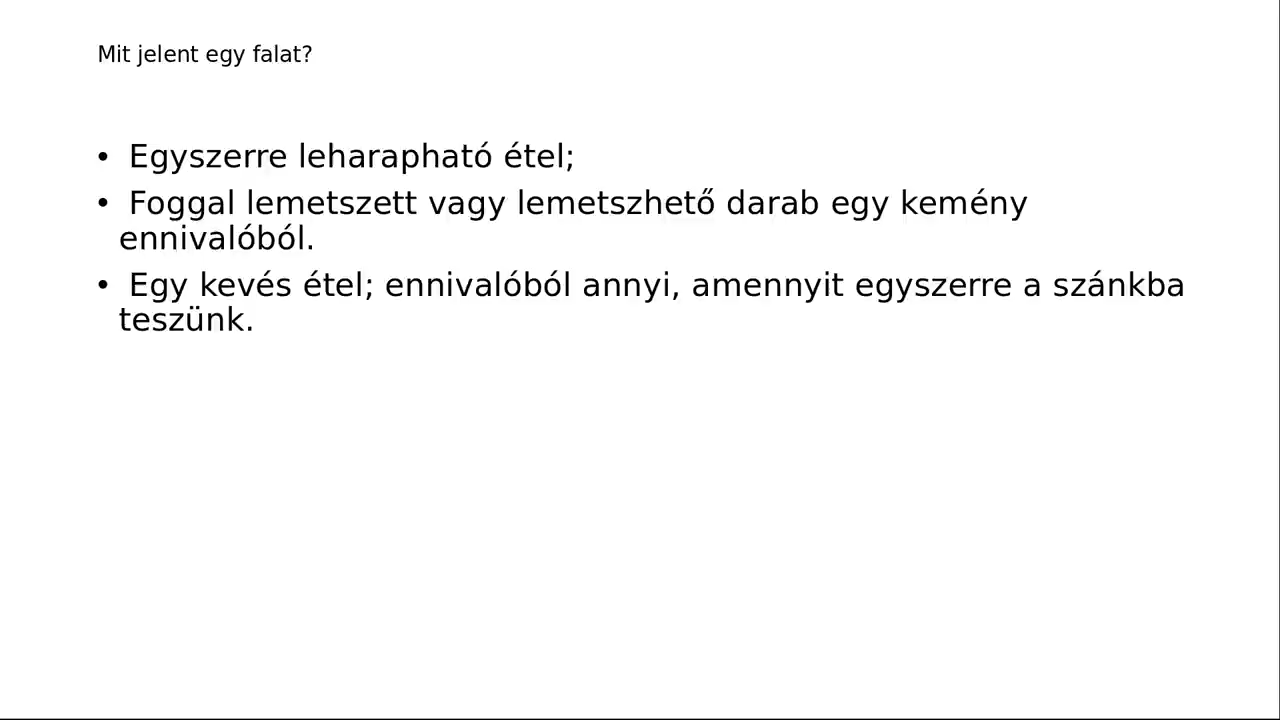 Mit jelent egy falat?
• Egyszerre leharapható étel;
• Foggal lemetszett vagy lemetszhető darab egy kemény
ennivalóból.
• Egy kevés étel; ennivalóból annyi, amennyit egyszerre a szánkba
teszünk.